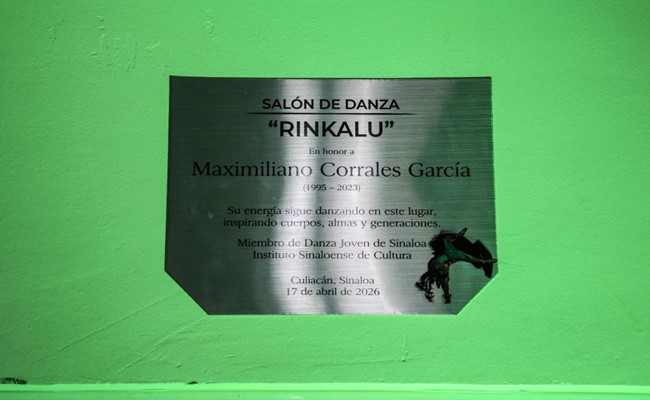 SALÓN DE DANZA
“RINKALU”
En honor a
Maximiliano Corrales García
(1995 – 2023)
Su energía sigue danzando en este lugar,
inspirando cuerpos, almas y generaciones.
Miembro de Danza Joven de Sinaloa
Instituto Sinaloense de Cultura
Culiacán, Sinaloa
17 de abril de 2026